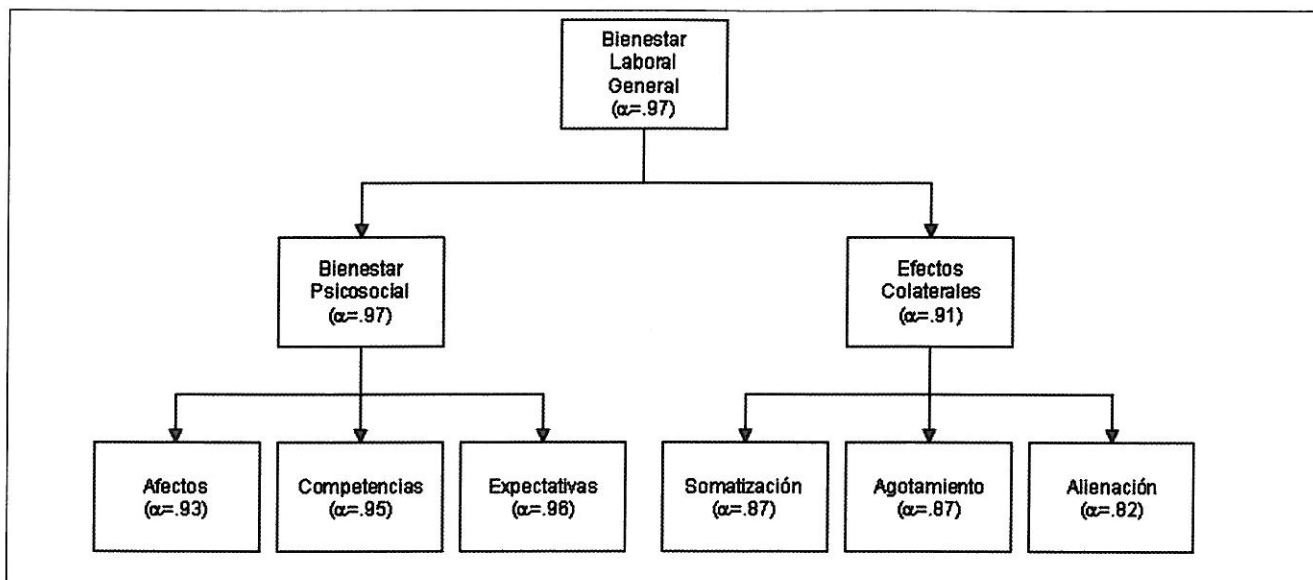 Bienestar
Laboral
General
(α=.97)
Bienestar
Psicosocial
(α=.97)
Efectos
Colaterales
(α=.91)
Afectos
(α=.93)
Competencias
(α=.95)
Expectativas
(α=.96)
Somatización
(α=.87)
Agotamiento
(α=.87)
Alienación
(α=.82)